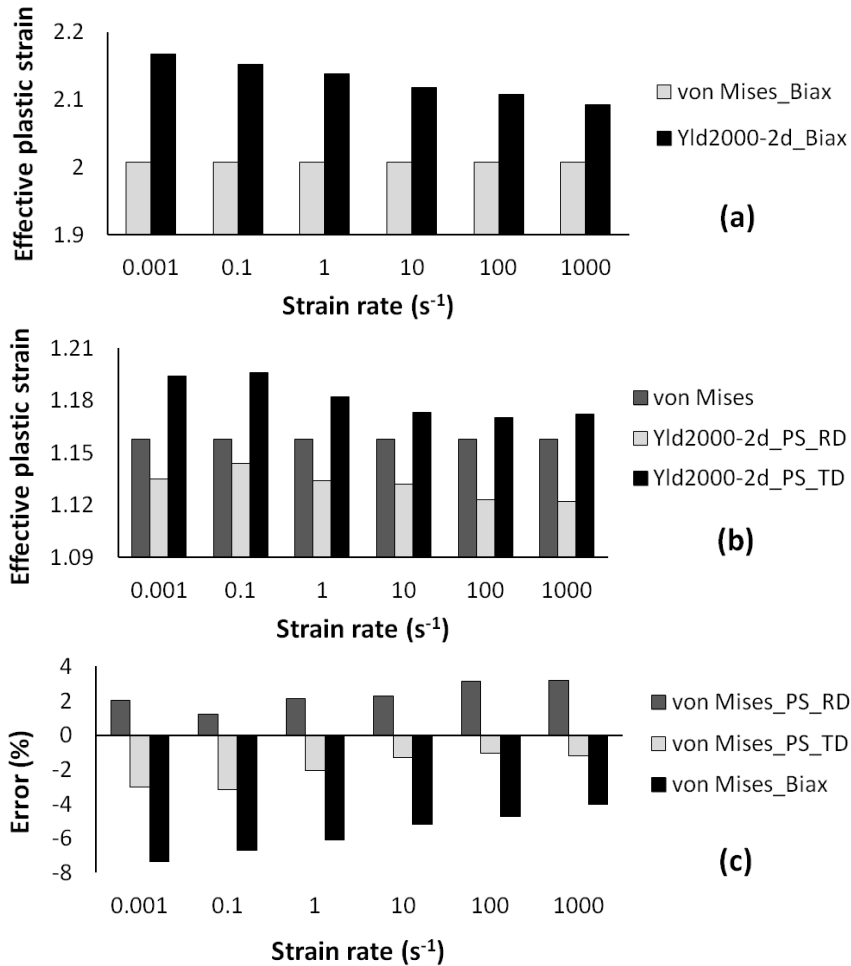 Effective plastic strain
2.2
2.1
2
1.9
0.001 0.1 1 10 100 1000
Strain rate (s-1)
von Mises_Biax
Yld2000-2d_Biax
(a)
Effective plastic strain
1.21
1.18
1.15
1.12
1.09
0.001 0.1 1 10 100 1000
Strain rate (s-1)
von Mises
Yld2000-2d_PS_RD
Yld2000-2d_PS_TD
(b)
Error (%)
4
2
0
-2
-4
-6
-8
0.001 0.1 1 10 100 1000
Strain rate (s-1)
von Mises_PS_RD
von Mises_PS_TD
von Mises_Biax
(c)